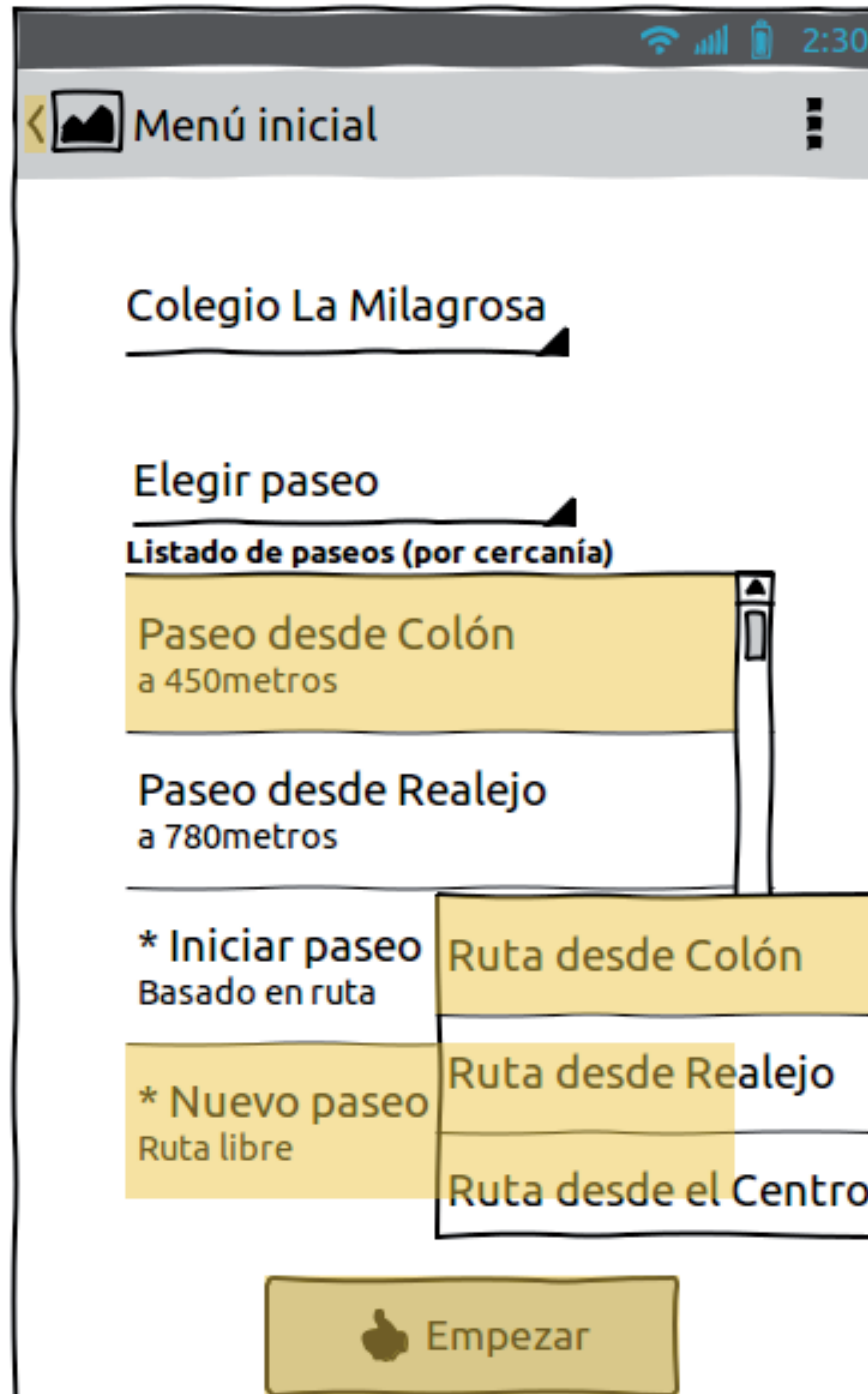 2:30
Menú inicial
Colegio La Milagrosa
Elegir paseo
Listado de paseos (por cercanía)
Paseo desde Colón
a 450metros
Paseo desde Realejo
a 780metros
* Iniciar paseo
Basado en ruta
Ruta desde Colón
* Nuevo paseo
Ruta libre
Ruta desde Realejo
Ruta desde el Centro
Empezar